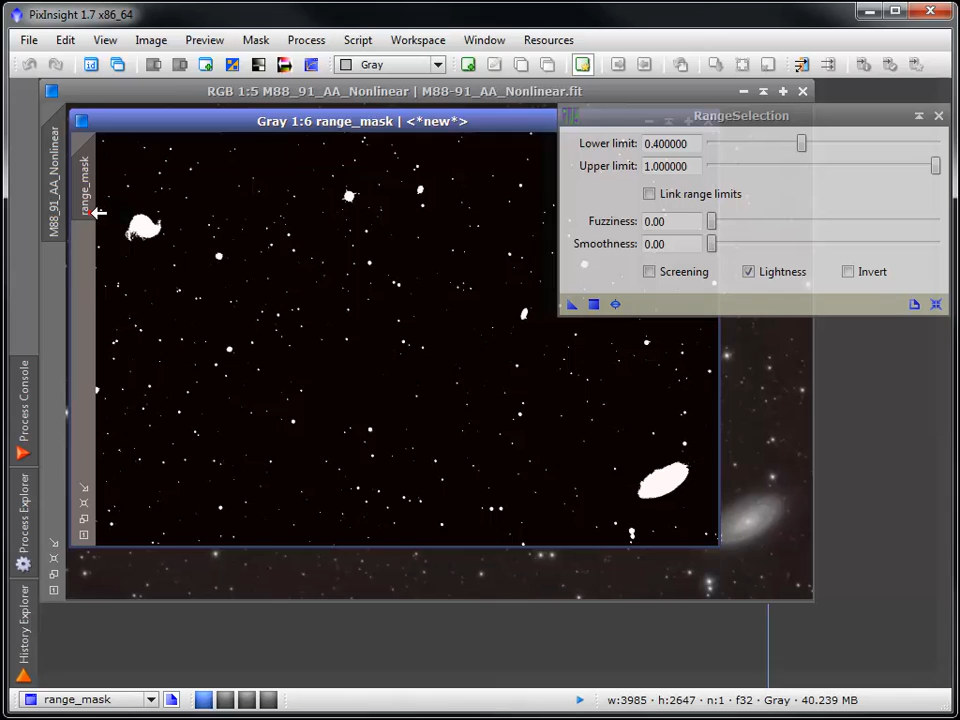 PixInsight 1.7 x86_64
File Edit View Image Preview Mask Process Script Workspace Window Resources
Gray
RGB 1:5 M88_91_AA_Nonlinear | M88-91_AA_Nonlinear.fit
Gray 1:6 range_mask | <*new*>
M88_91_AA_Nonlinear
range_mask
RangeSelection
Lower limit: 0.400000
Upper limit: 1.000000
Link range limits
Fuzziness: 0.00
Smoothness: 0.00
Screening Lightness Invert
Process Console
Process Explorer
History Explorer
range_mask
w:3985 · h:2647 · n:1 · f32 · Gray · 40.239 MB